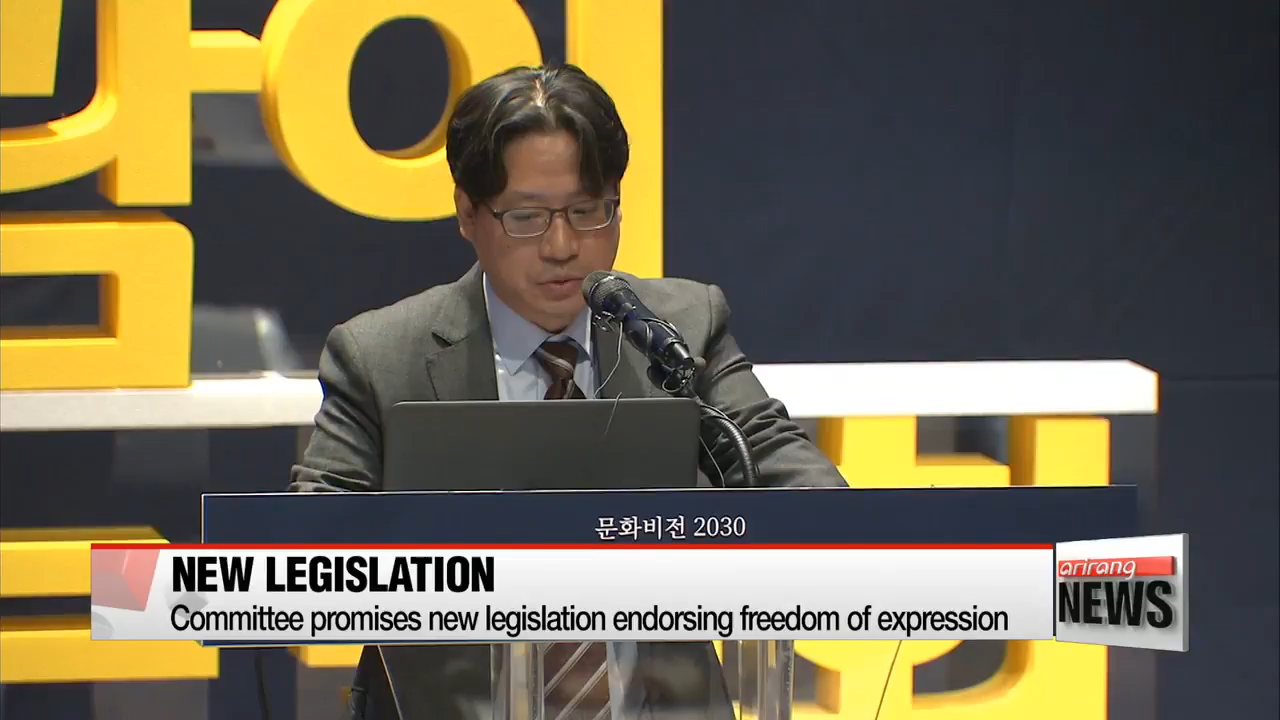 문화비전 2030
NEW LEGISLATION
Committee promises new legislation endorsing freedom of expression
arirang
NEWS